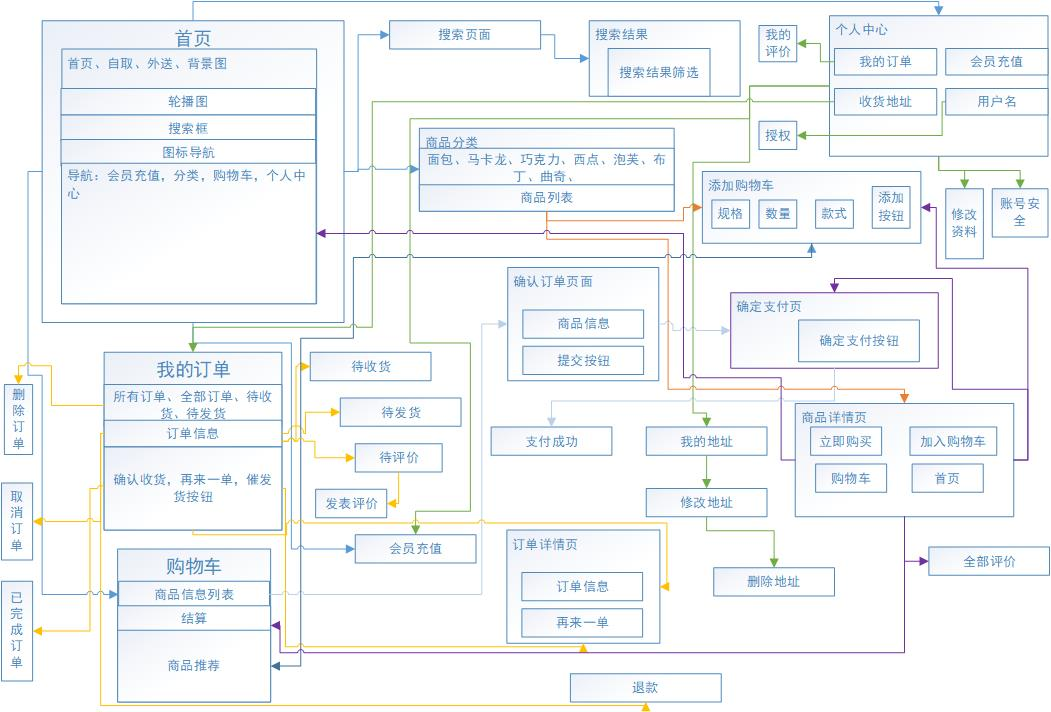 首页
首页、自取、外送、背景图
轮播图
搜索框
图标导航
导航：会员充值，分类，购物车，个人中
心
搜索页面
搜索结果
搜索结果筛选
我的
评价
个人中心
我的订单
会员充值
收货地址
用户名
授权
商品分类
面包、马卡龙、巧克力、西点、泡芙、布
丁、曲奇、
商品列表
添加购物车
规格
数量
款式
添加
按钮
修改
资料
账号安
全
确认订单页面
商品信息
提交按钮
确定支付页
确定支付按钮
我的订单
所有订单、全部订单、待收
货、待发货
订单信息
确认收货，再来一单，催发
货按钮
待收货
待发货
待评价
发表评价
删
除
订
单
取
消
订
单
已
完
成
订
单
支付成功
我的地址
修改地址
删除地址
商品详情页
立即购买
加入购物车
购物车
首页
全部评价
会员充值
购物车
商品信息列表
结算
商品推荐
订单详情页
订单信息
再来一单
退款